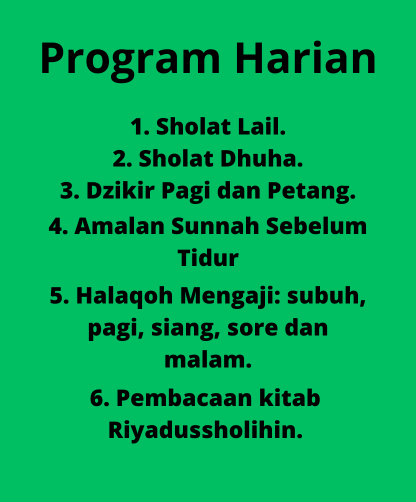 Program Harian
1. Sholat Lail.
2. Sholat Dhuha.
3. Dzikir Pagi dan Petang.
4. Amalan Sunnah Sebelum
Tidur
5. Halaqoh Mengaji: subuh,
pagi, siang, sore dan
malam.
6. Pembacaan kitab
Riyadussholihin.